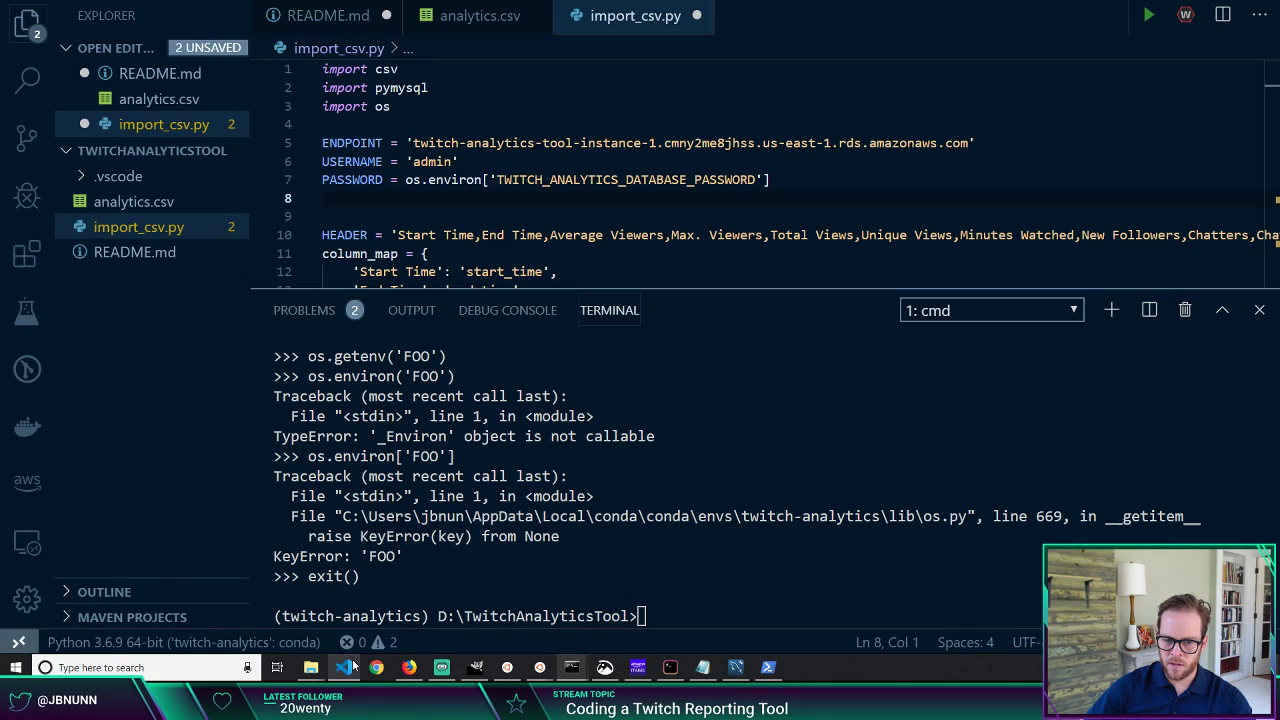 EXPLORER
README.md
analytics.csv
import_csv.py
2
OPEN EDIT...
2 UNSAVED
import_csv.py > ...
README.md
analytics.csv
import_csv.py 2
TWITCHANALYTICSTOOL
.vscode
analytics.csv
import_csv.py 2
README.md
1 import csv
2 import pymysql
3 import os
4
5 ENDPOINT = 'twitch-analytics-tool-instance-1.cmny2me8jhss.us-east-1.rds.amazonaws.com'
6 USERNAME = 'admin'
7 PASSWORD = os.environ['TWITCH_ANALYTICS_DATABASE_PASSWORD']
8
9
10 HEADER = 'Start Time,End Time,Average Viewers,Max. Viewers,Total Views,Unique Views,Minutes Watched,New Followers,Chatters,Cha
11 column_map = {
12 'Start Time': 'start_time',
PROBLEMS 2 OUTPUT DEBUG CONSOLE TERMINAL 1: cmd
>>> os.getenv('FOO')
>>> os.environ('FOO')
Traceback (most recent call last):
File "<stdin>", line 1, in <module>
TypeError: '_Environ' object is not callable
>>> os.environ['FOO']
Traceback (most recent call last):
File "<stdin>", line 1, in <module>
File "C:\Users\jbnun\AppData\Local\conda\conda\envs\twitch-analytics\lib\os.py", line 669, in __getitem__
raise KeyError(key) from None
KeyError: 'FOO'
>>> exit()
(twitch-analytics) D:\TwitchAnalyticsTool>
aws
OUTLINE
MAVEN PROJECTS
Python 3.6.9 64-bit ('twitch-analytics': conda) 0 2 Ln 8, Col 1 Spaces: 4 UTF-
Type here to search
@JBNUNN
LATEST FOLLOWER
20wenty
STREAM TOPIC
Coding a Twitch Reporting Tool